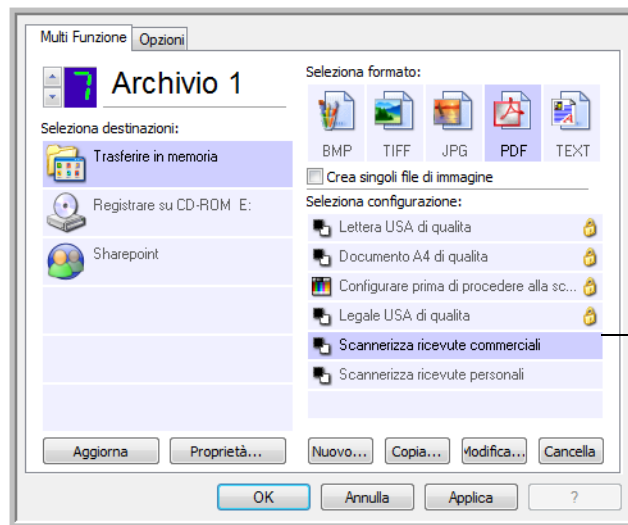 Multi Funzione Opzioni
7 Archivio 1
Seleziona destinazioni:
Trasferire in memoria
Registrare su CD-ROM E:
Sharepoint
Aggiorna Proprietà...
Seleziona formato:
BMP TIFF JPG PDF TEXT
Crea singoli file di immagine
Seleziona configurazione:
Lettera USA di qualita
Documento A4 di qualita
Configurare prima di procedere alla sc...
Legale USA di qualita
Scannerizza ricevute commerciali
Scannerizza ricevute personali
Nuovo... Copia... Modifica... Cancella
OK Annulla Applica ?